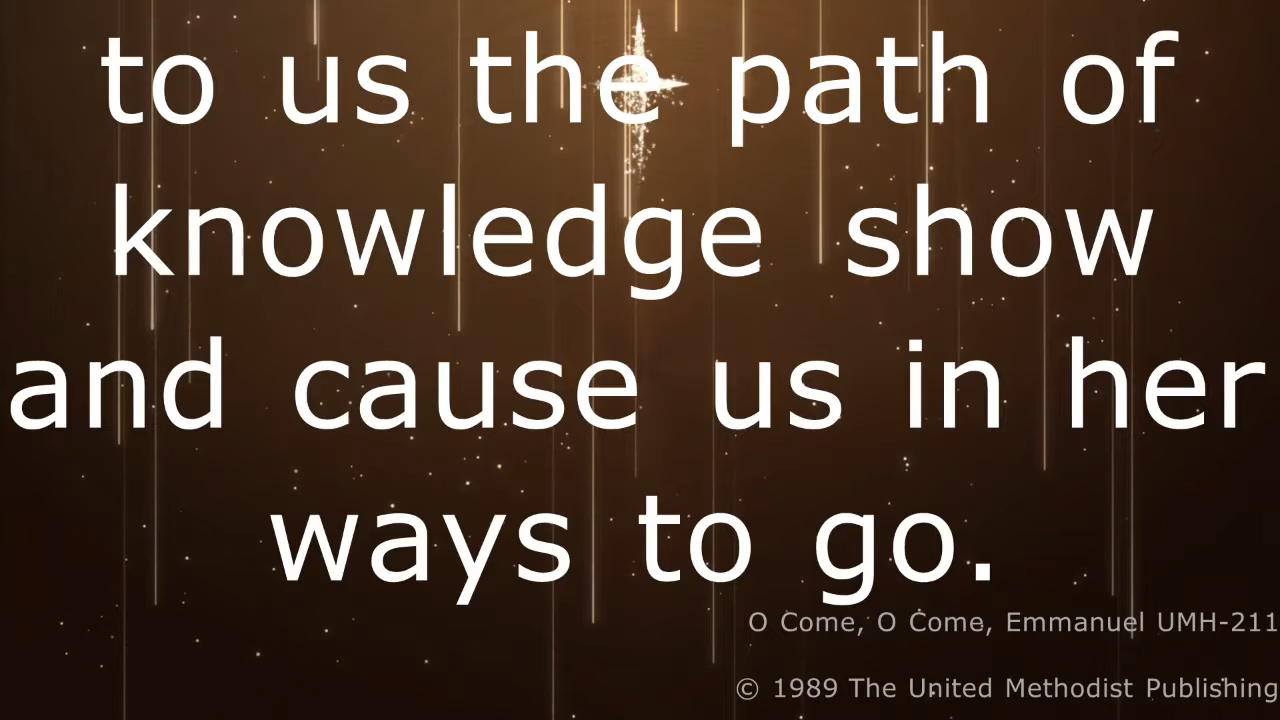 to us the path of
knowledge show
and cause us in her
ways to go.
O Come, O Come, Emmanuel UMH-211
© 1989 The United Methodist Publishing